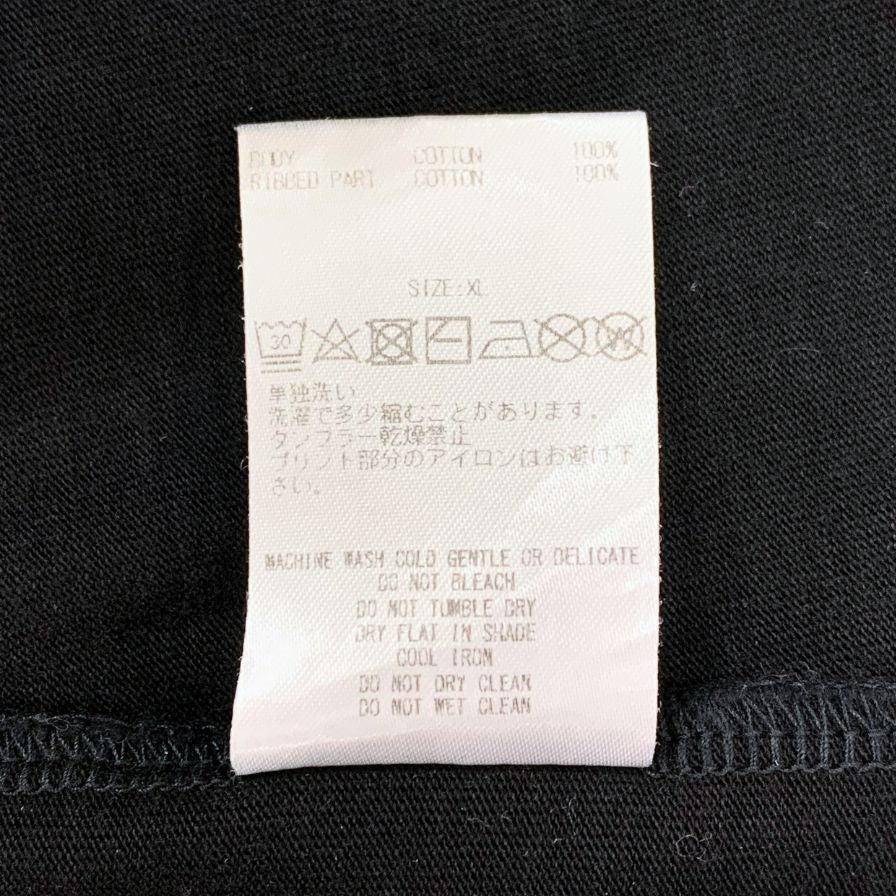 BODY COTTON 100%
RIBBED PART COTTON 100%
SIZE:XL
30
単独洗い
洗濯で多少縮むことがあります。
タンブラー乾燥禁止
プリント部分のアイロンはお避け下
さい。
MACHINE WASH COLD GENTLE OR DELICATE
DO NOT BLEACH
DO NOT TUMBLE DRY
DRY FLAT IN SHADE
COOL IRON
DO NOT DRY CLEAN
DO NOT WET CLEAN